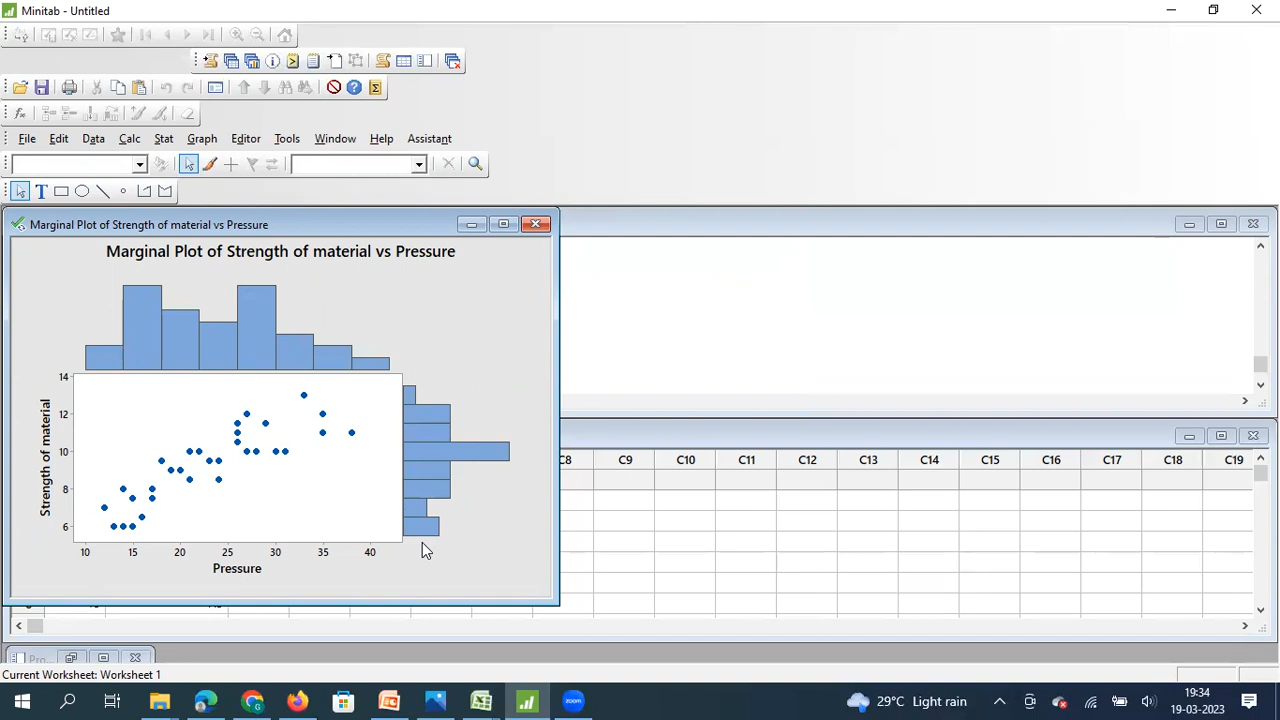 Minitab - Untitled
File Edit Data Calc Stat Graph Editor Tools Window Help Assistant
Marginal Plot of Strength of material vs Pressure
Marginal Plot of Strength of material vs Pressure
14
12
10
8
6
Strength of material
10 15 20 25 30 35 40
Pressure
C8 C9 C10 C11 C12 C13 C14 C15 C16 C17 C18 C19
Pro...
Current Worksheet: Worksheet 1
29°C Light rain
19:34
19-03-2023
zoom